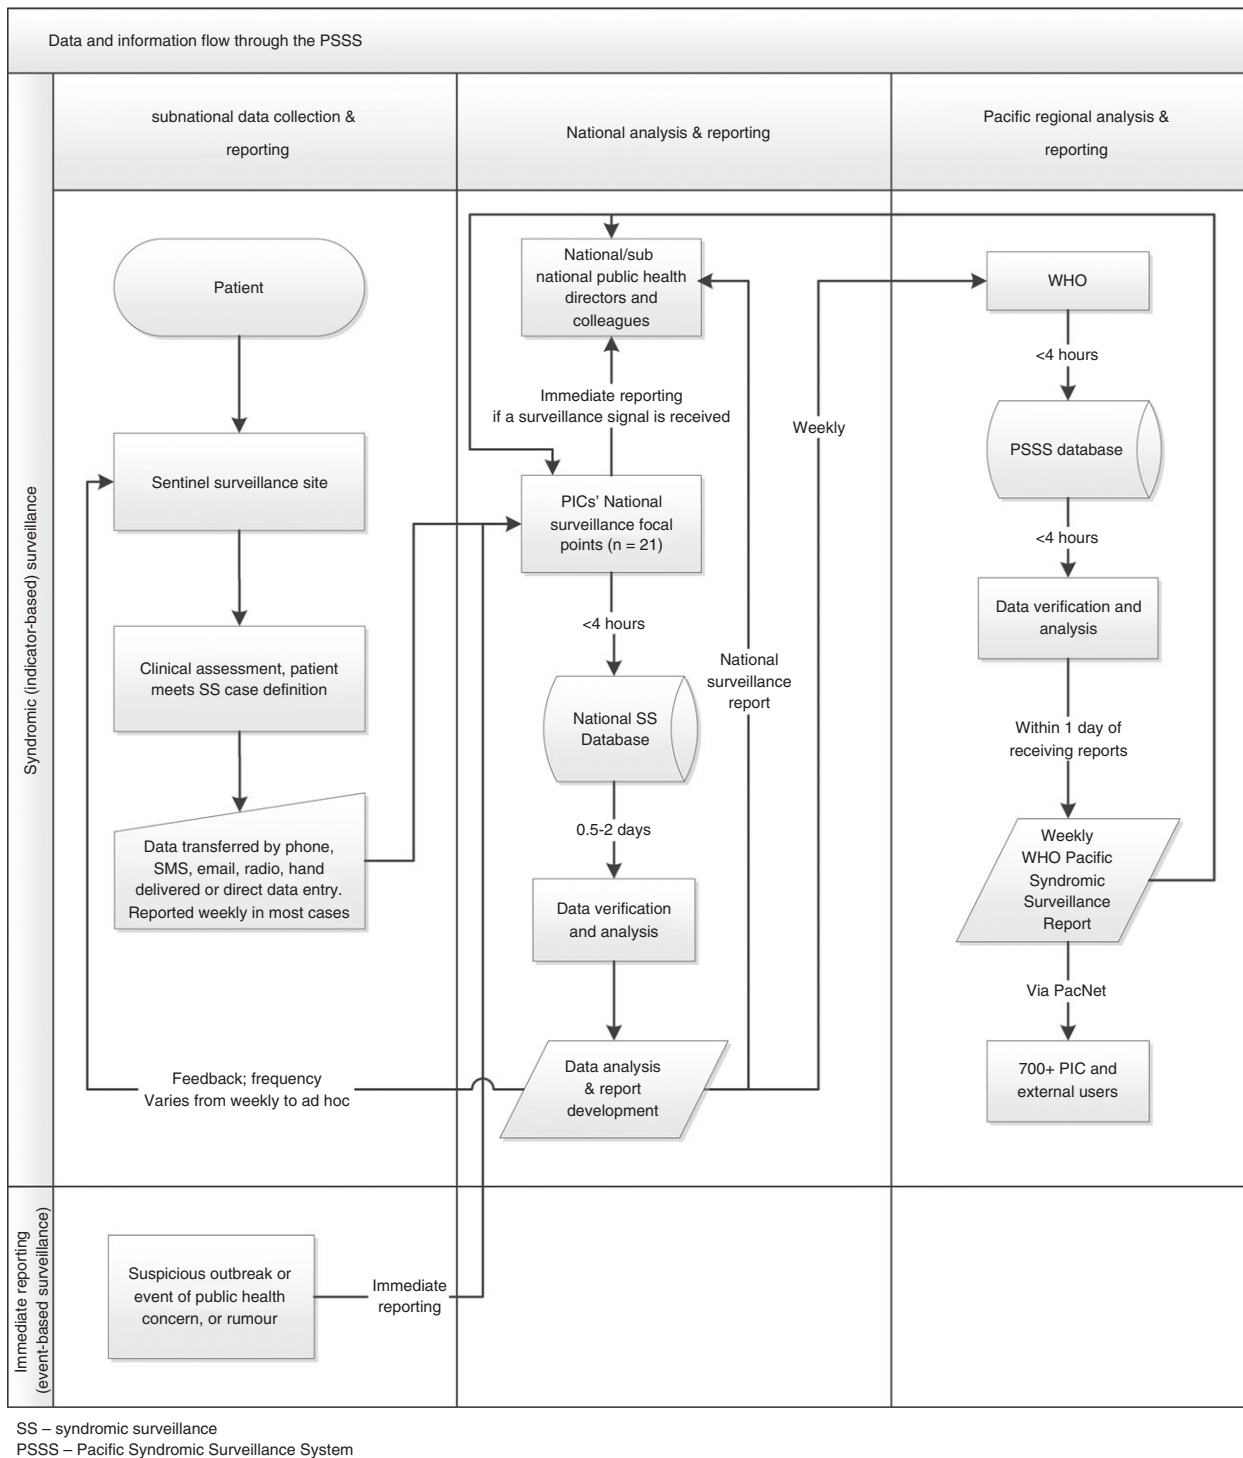 Data and information flow through the PSSS
subnational data collection &
reporting
National analysis & reporting
Pacific regional analysis &
reporting
Syndromic (indicator-based) surveillance
Patient
Sentinel surveillance site
Clinical assessment, patient
meets SS case definition
Data transferred by phone,
SMS, email, radio, hand
delivered or direct data entry.
Reported weekly in most cases
Feedback; frequency
Varies from weekly to ad hoc
National/sub
national public health
directors and
colleagues
Immediate reporting
if a surveillance signal is received
PICs' National
surveillance focal
points (n = 21)
<4 hours
National SS
Database
0.5-2 days
Data verification
and analysis
Data analysis
& report
development
National
surveillance
report
Weekly
WHO
<4 hours
PSSS database
<4 hours
Data verification and
analysis
Within 1 day of
receiving reports
Weekly
WHO Pacific
Syndromic
Surveillance
Report
Via PacNet
700+ PIC and
external users
Immediate reporting
(event-based surveillance)
Suspicious outbreak or
event of public health
concern, or rumour
Immediate
reporting
SS – syndromic surveillance
PSSS – Pacific Syndromic Surveillance System